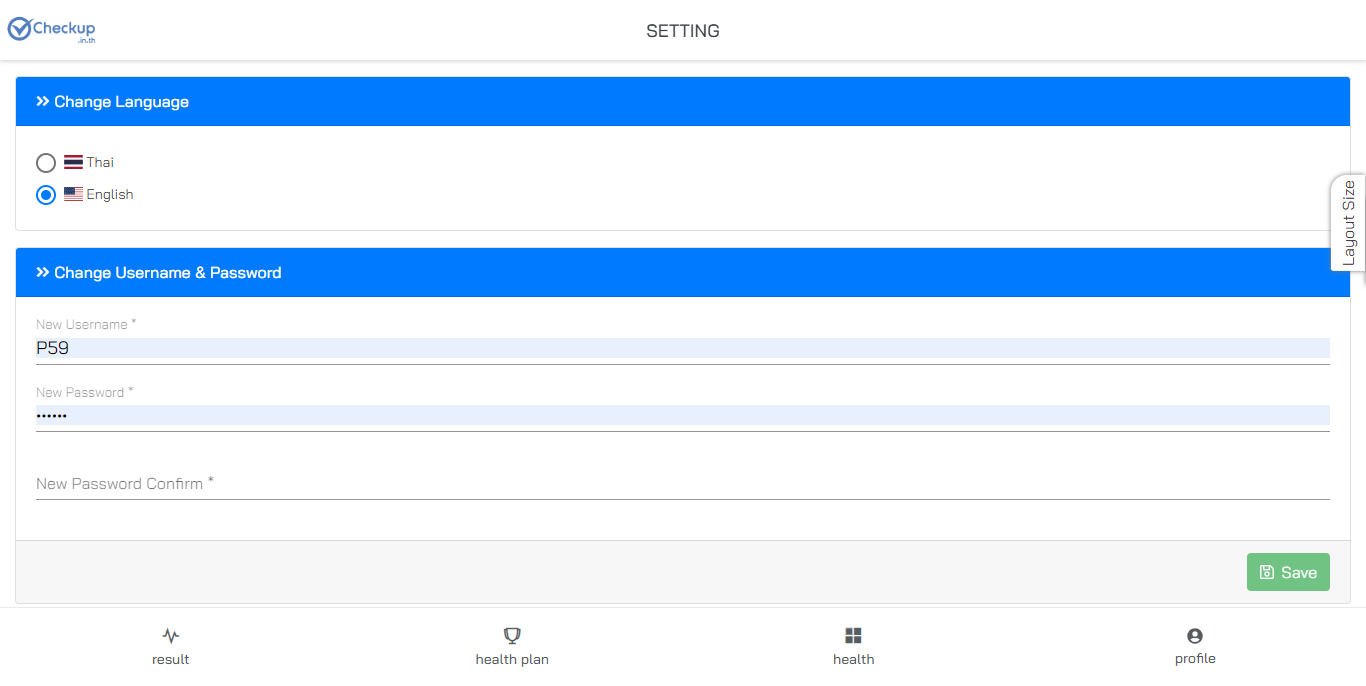 Checkup
.in.th
SETTING
Change Language
Thai
English
Layout Size
Change Username & Password
New Username *
P59
New Password *
••••••
New Password Confirm *
Save
result
health plan
health
profile